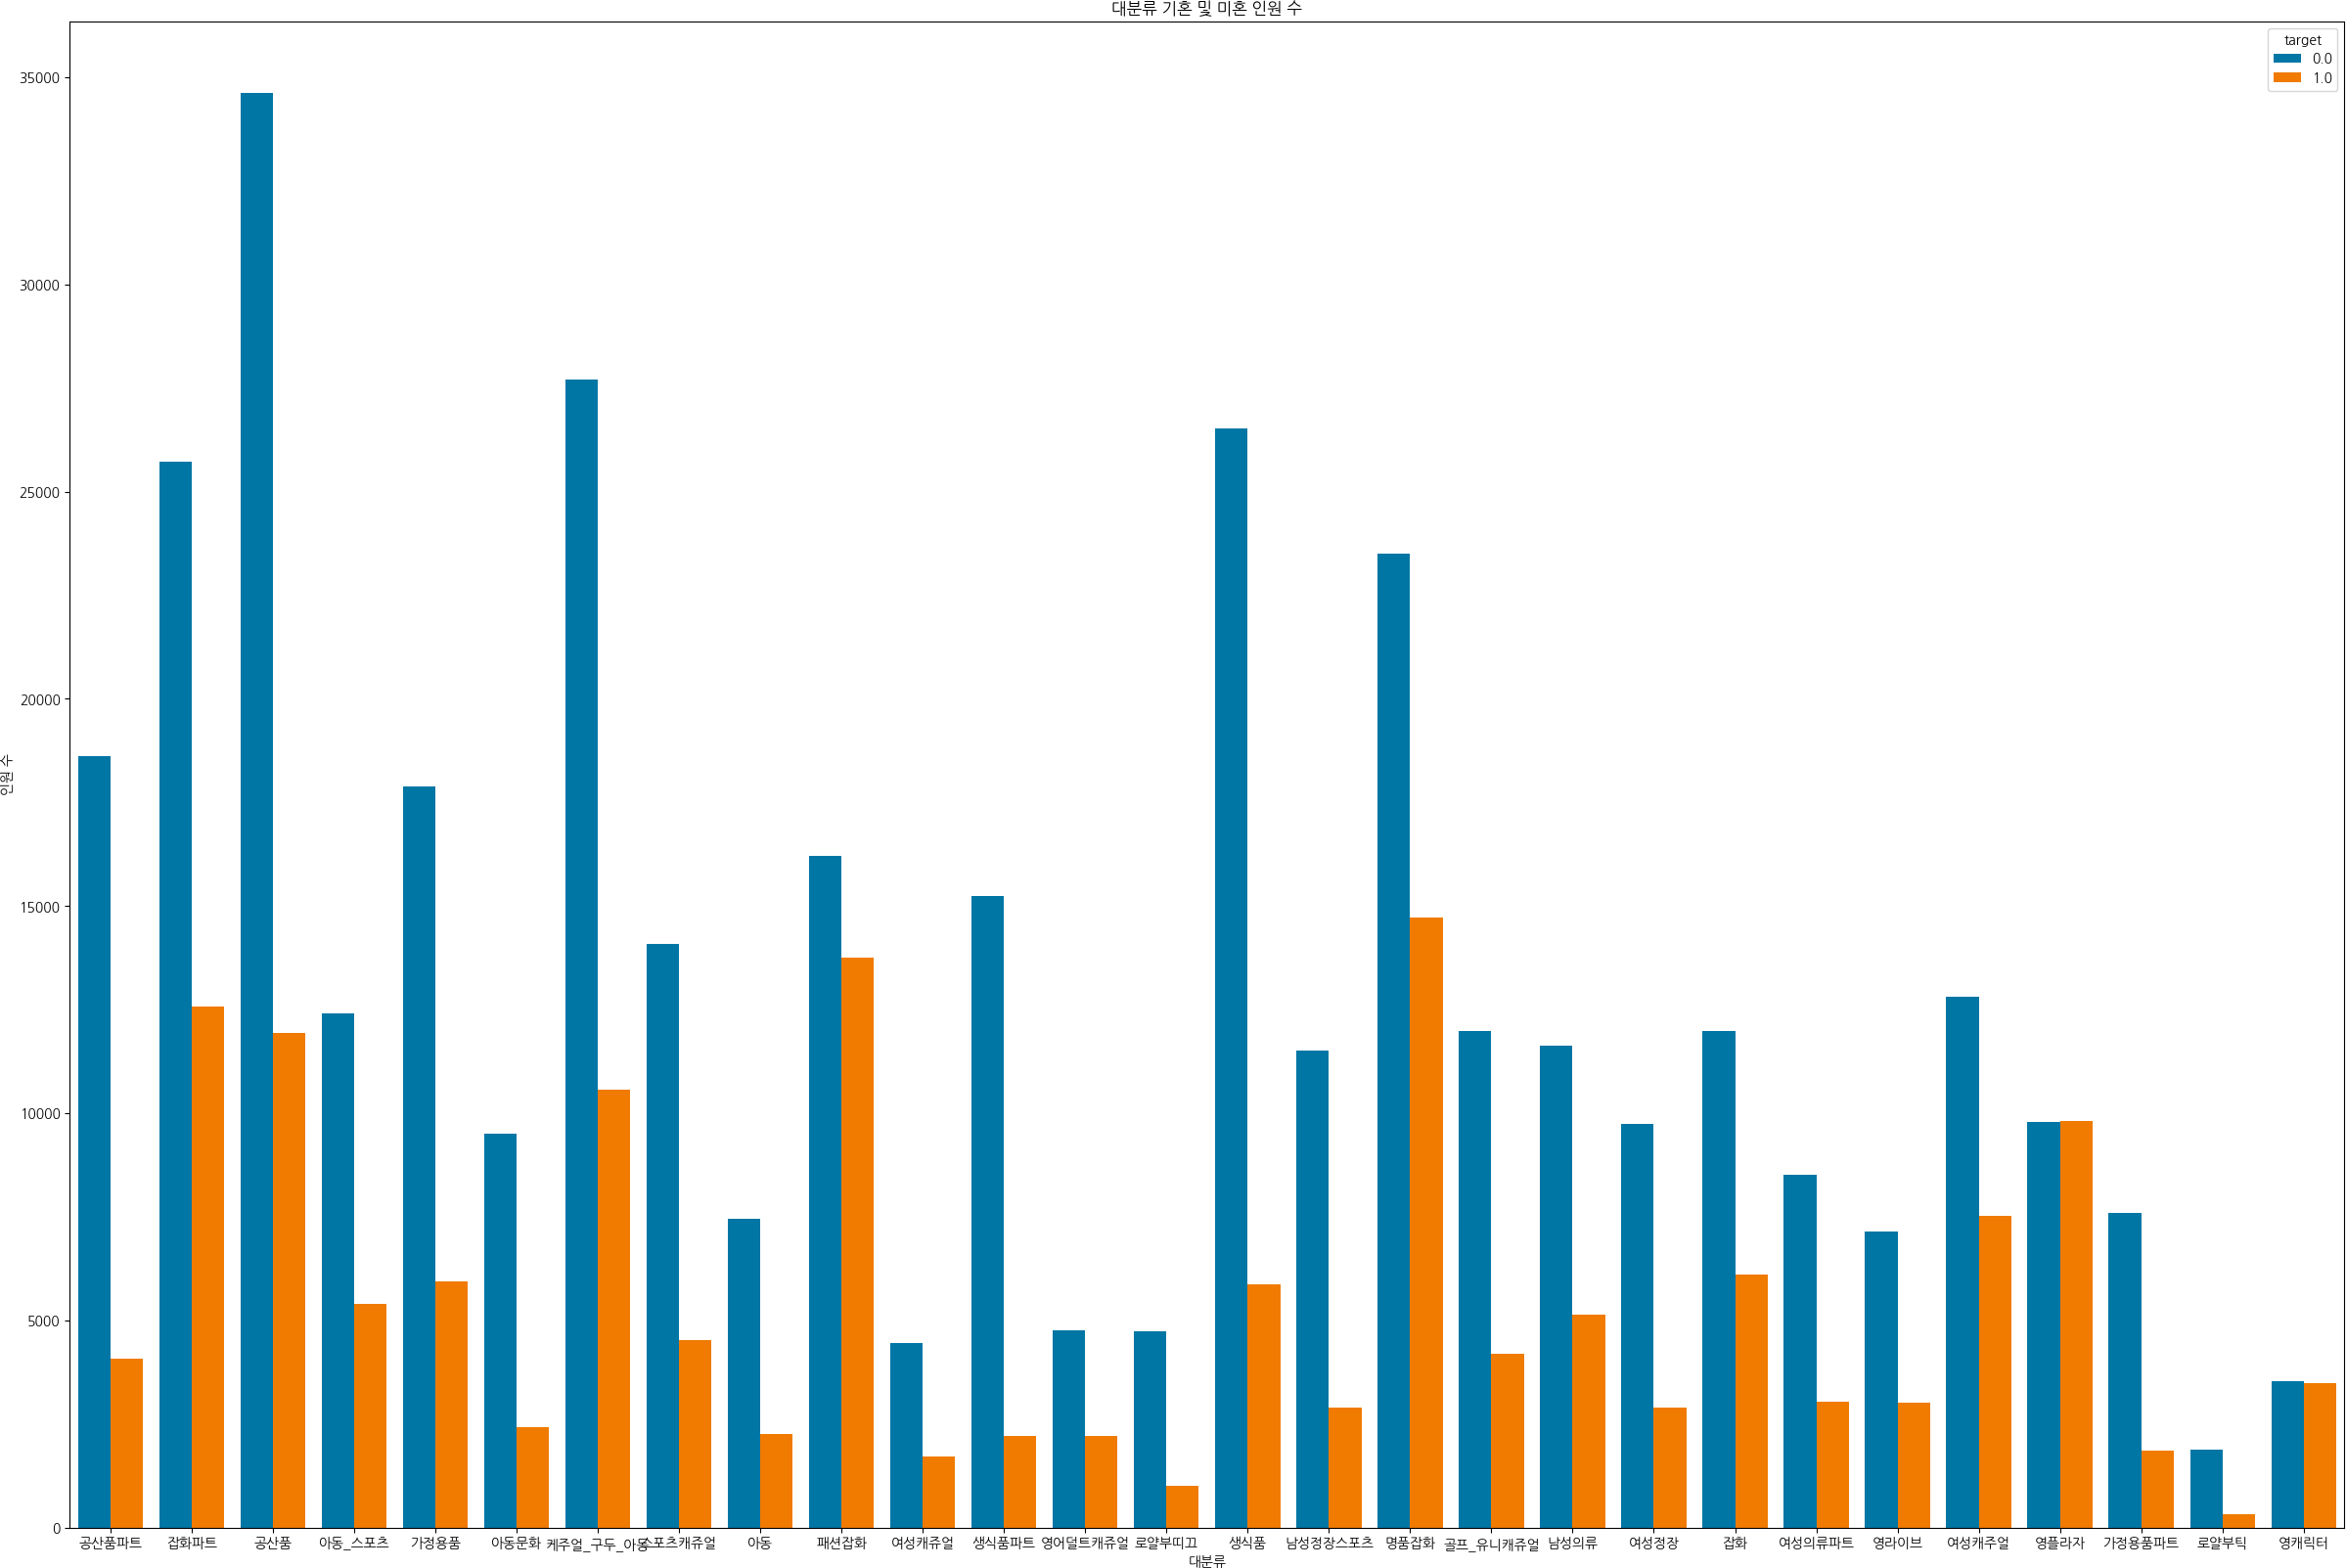 대분류 기혼 및 미혼 인원 수
target
0.0
1.0
35000
30000
25000
20000
15000
10000
5000
0
인원 수
공산품파트
잡화파트
공산품
아동_스포츠
가정용품
아동문화
케주얼_구두_아동
스포츠캐쥬얼
아동
패션잡화
여성캐쥬얼
생식품파트
영어덜트캐쥬얼
로얄부띠끄
생식품
남성정장스포츠
명품잡화
골프_유니캐쥬얼
남성의류
여성정장
잡화
여성의류파트
영라이브
여성캐주얼
영플라자
가정용품파트
로얄부틱
영캐릭터
대분류